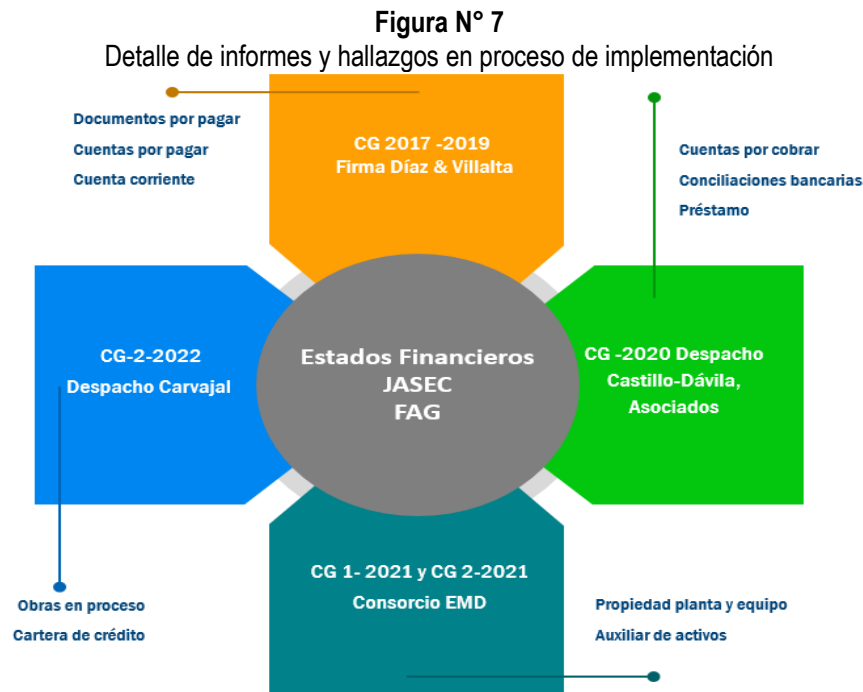 Figura N° 7
Detalle de informes y hallazgos en proceso de implementación
Documentos por pagar
Cuentas por pagar
Cuenta corriente
CG 2017 -2019
Firma Díaz & Villalta
Cuentas por cobrar
Conciliaciones bancarias
Préstamo
CG-2-2022
Despacho Carvajal
Estados Financieros
JASEC
FAG
CG -2020 Despacho
Castillo-Dávila,
Asociados
CG 1- 2021 y CG 2-2021
Consorcio EMD
Obras en proceso
Cartera de crédito
Propiedad planta y equipo
Auxiliar de activos